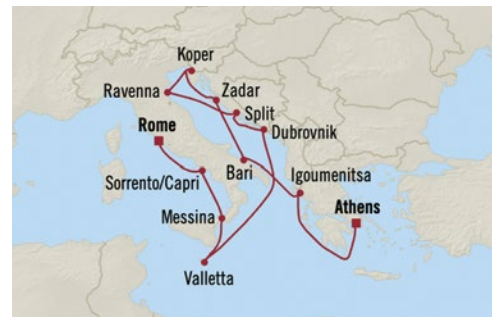 Koper
Ravenna
Zadar
Rome
Split
Dubrovnik
Sorrento/Capri
Bari
Igoumenitsa
Messina
Athens
Valletta